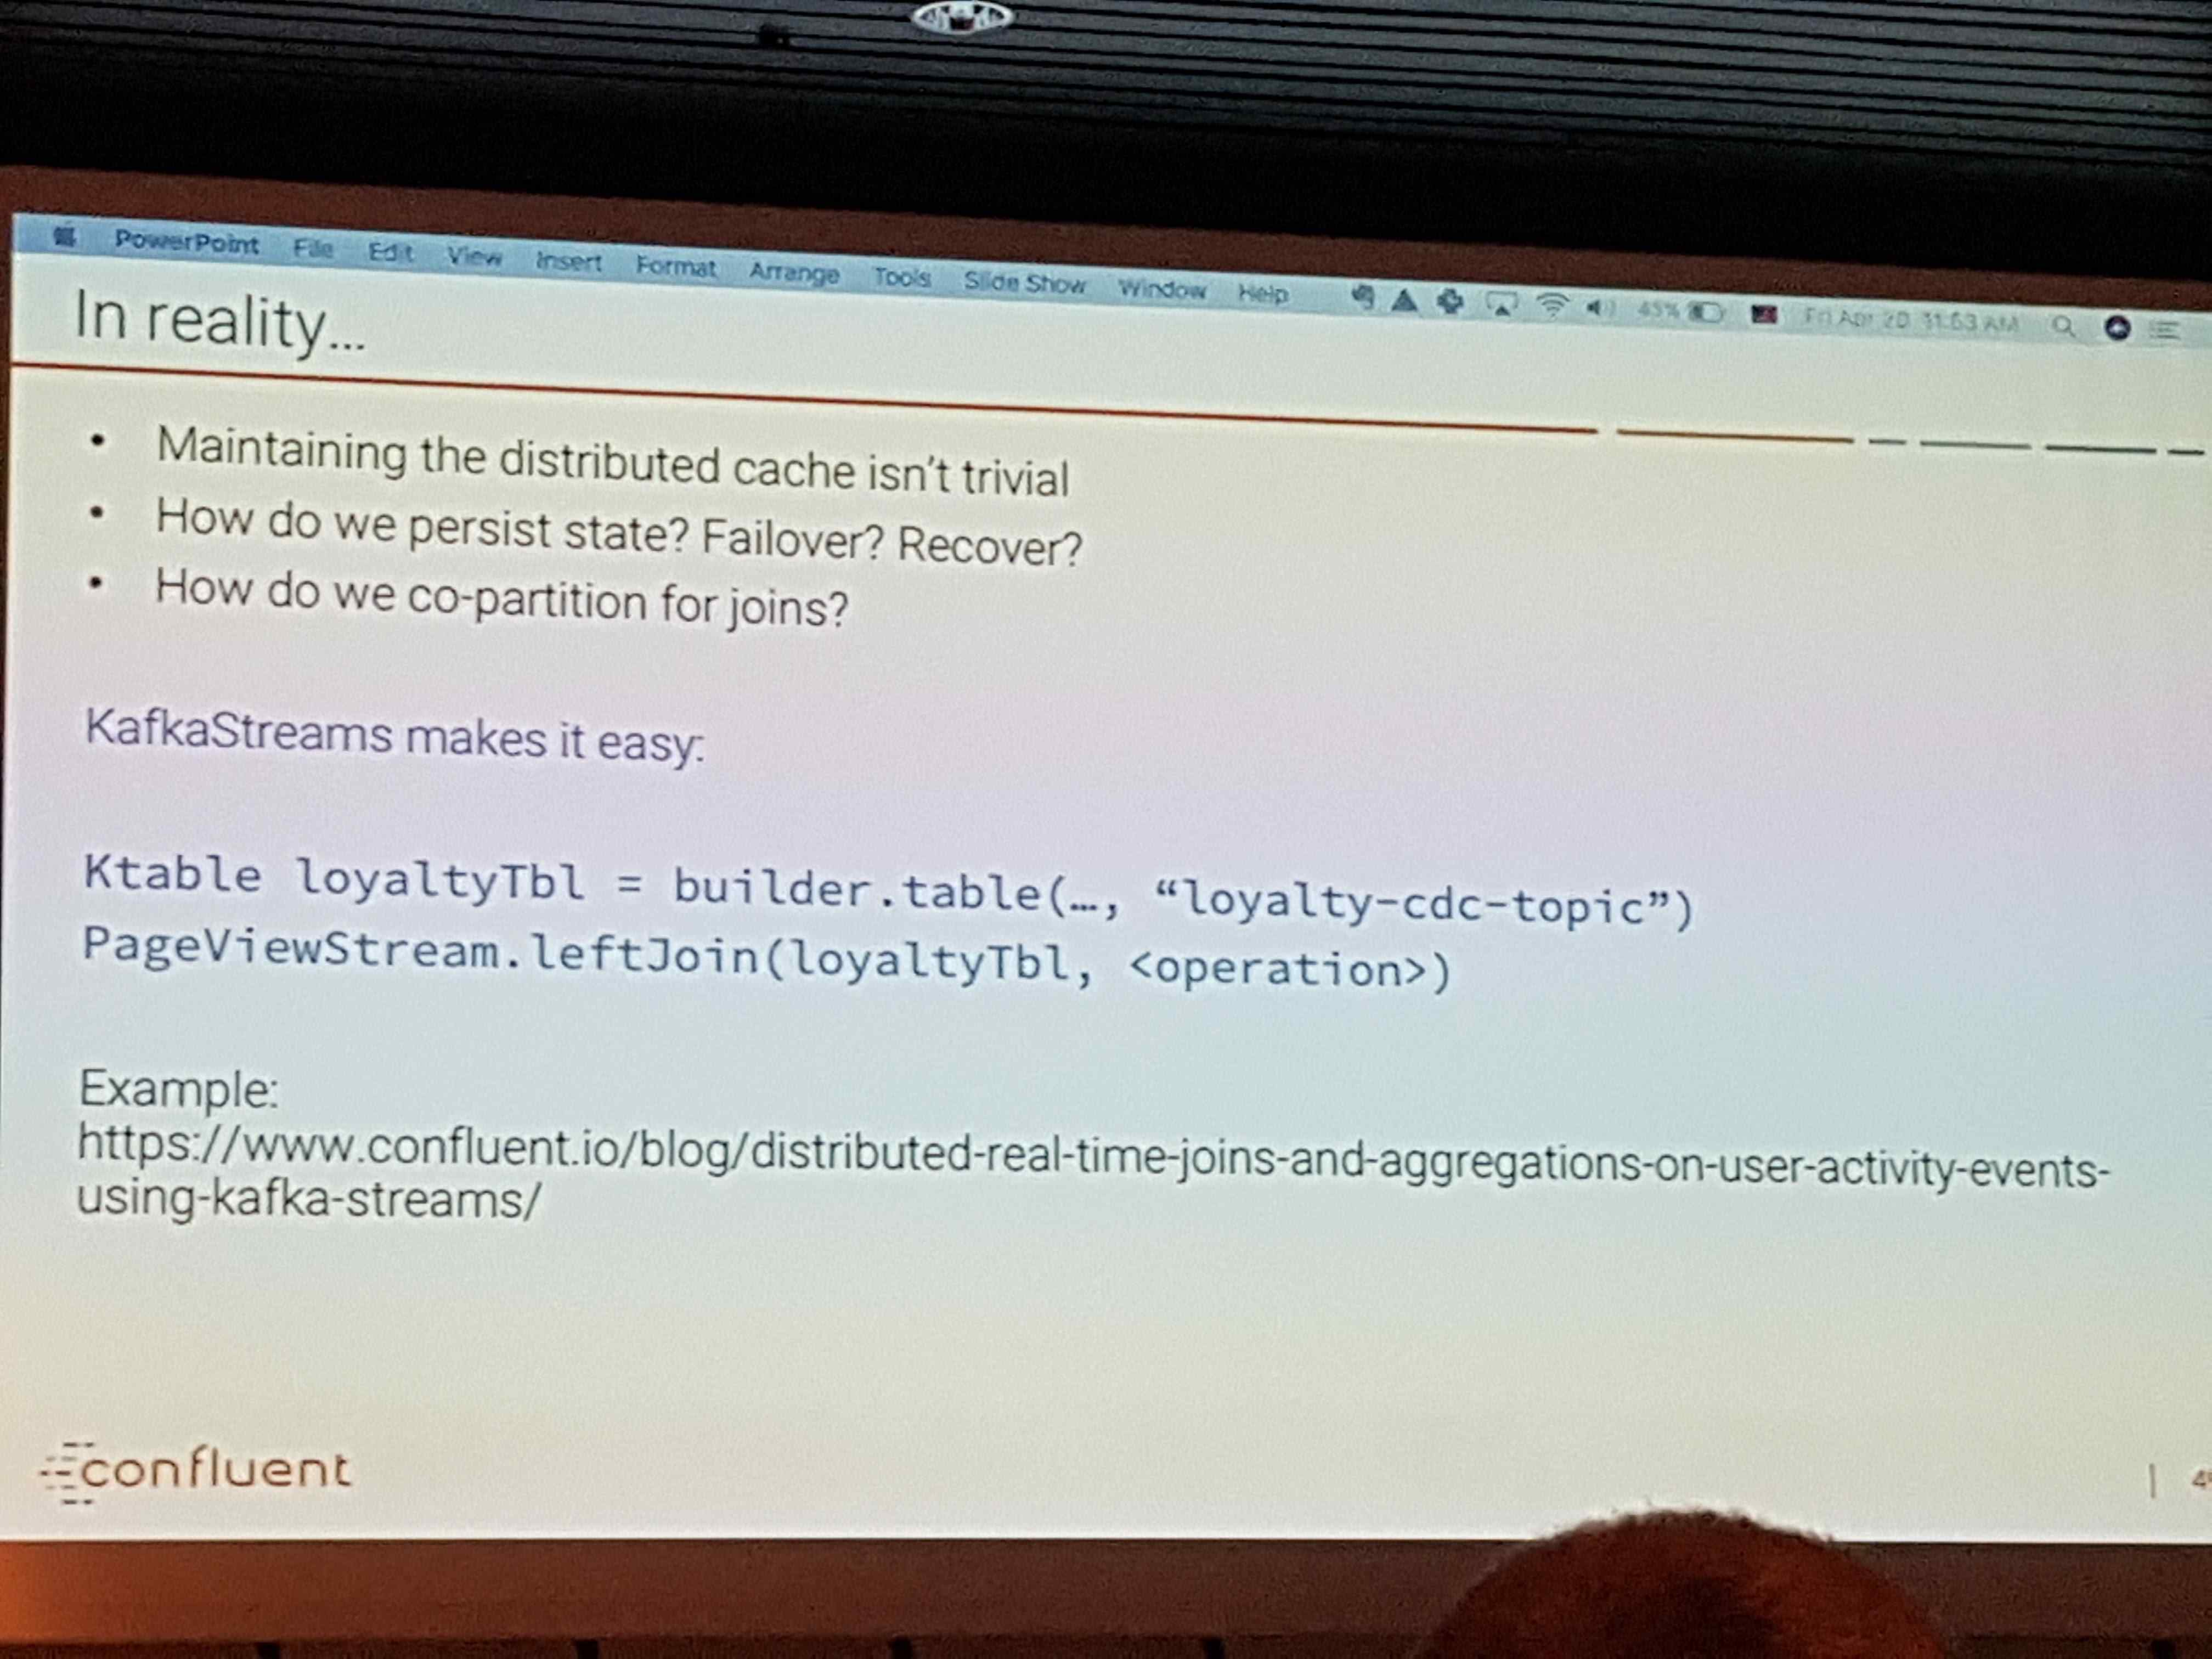 PowerPoint File Edit View Insert Format Arrange Tools Slide Show Window Help 45% Fri Apr 20 11:53 AM
In reality...
• Maintaining the distributed cache isn't trivial
• How do we persist state? Failover? Recover?
• How do we co-partition for joins?
KafkaStreams makes it easy:
Ktable loyaltyTbl = builder.table(…, “loyalty-cdc-topic”)
PageViewStream.leftJoin(loyaltyTbl, <operation>)
Example:
https://www.confluent.io/blog/distributed-real-time-joins-and-aggregations-on-user-activity-events-
using-kafka-streams/
confluent